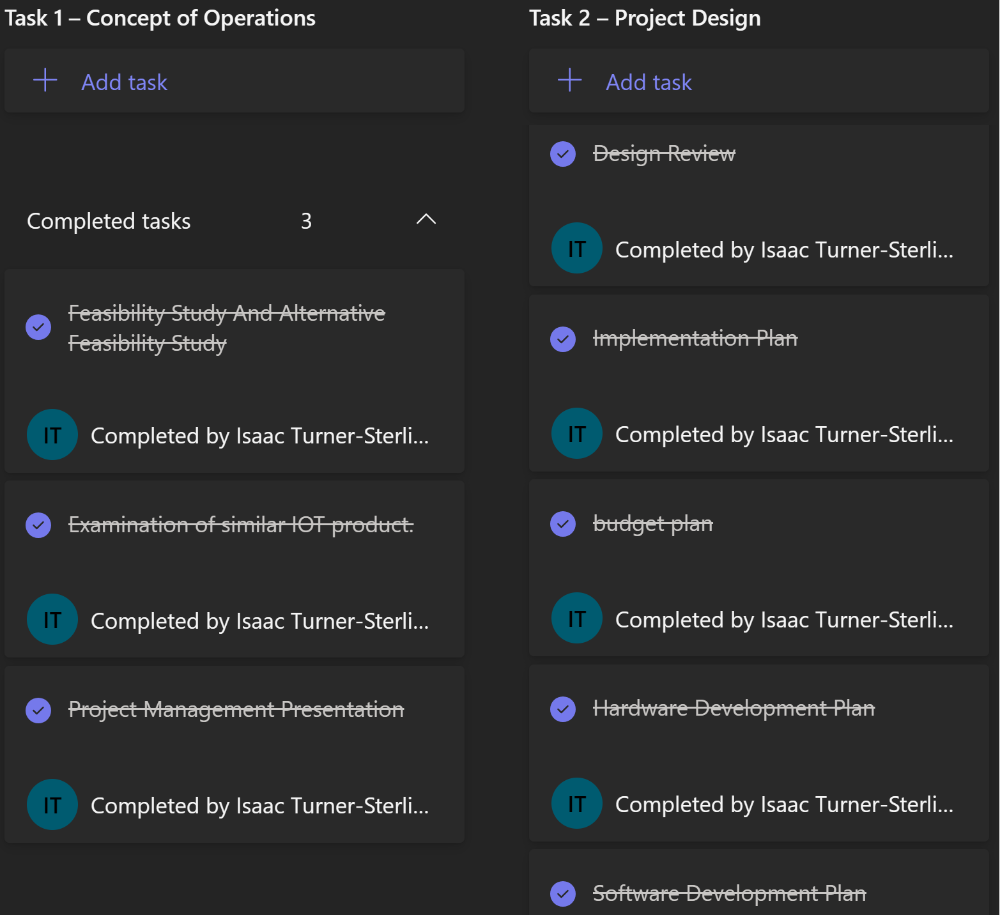 Task 1 – Concept of Operations
Add task
Completed tasks 3
Feasibility Study And Alternative
Feasibility Study
IT Completed by Isaac Turner-Sterli...
Examination of similar IOT product.
IT Completed by Isaac Turner-Sterli...
Project Management Presentation
IT Completed by Isaac Turner-Sterli...
Task 2 – Project Design
Add task
Design Review
IT Completed by Isaac Turner-Sterli...
Implementation Plan
IT Completed by Isaac Turner-Sterli...
budget plan
IT Completed by Isaac Turner-Sterli...
Hardware Development Plan
IT Completed by Isaac Turner-Sterli...
Software Development Plan